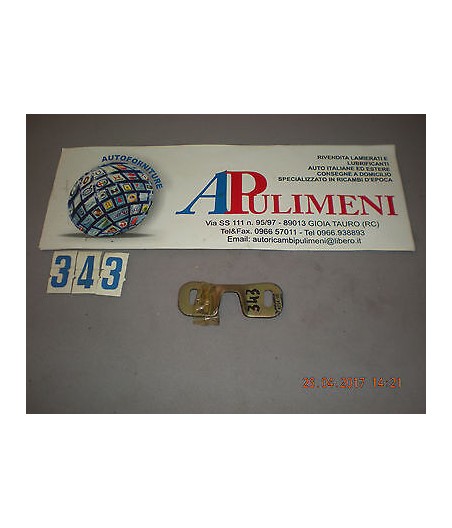 AUTOFORNITURE
RIVENDITA LAMIERATI E
LUBRIFICANTI
AUTO ITALIANE ED ESTERE
CONSEGNE A DOMICILIO
SPECIALIZZATO IN RICAMBI D'EPOCA
APULIMENI
Via SS 111 n. 95/97 - 89013 GIOIA TAURO (RC)
Tel&Fax. 0966 57011 - Tel 0966.938893
Email: autoricambipulimeni@libero.it
343
343
26.04.2017 14:21